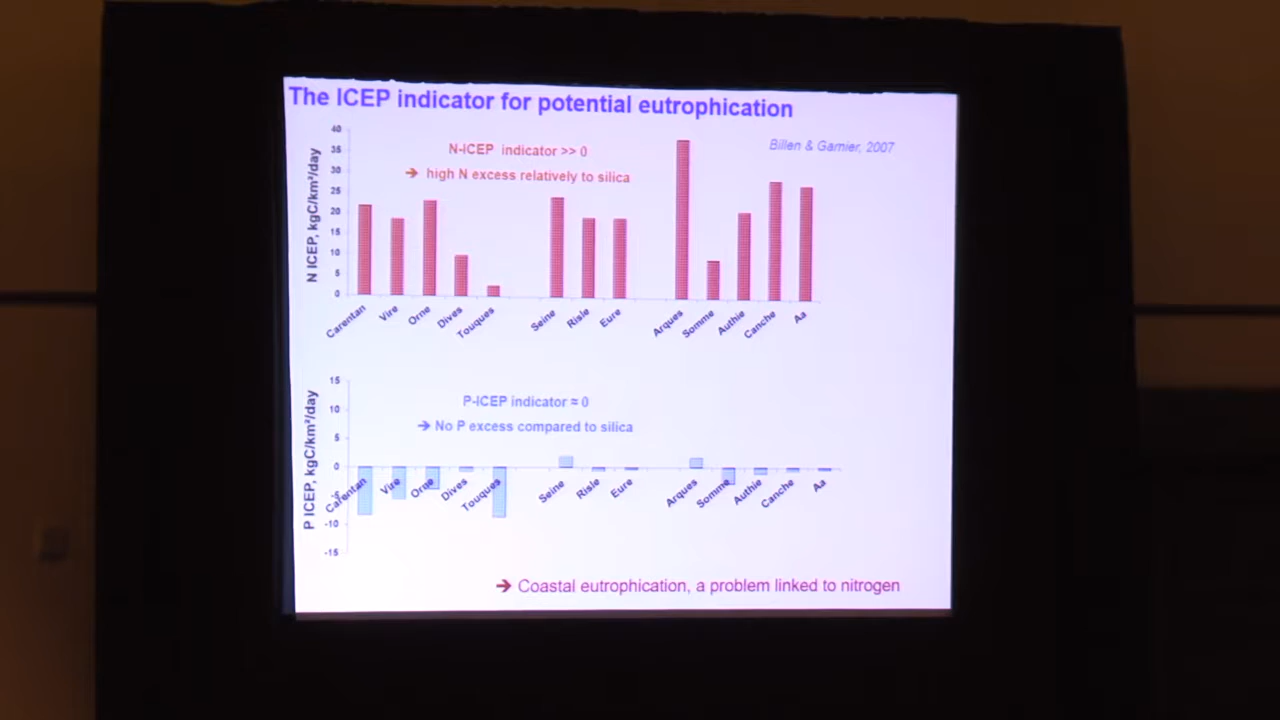 The ICEP indicator for potential eutrophication
Billen & Garnier, 2007
N ICEP, kgC/km²/day
40
35
30
25
20
15
10
5
0
N-ICEP indicator >> 0
➔ high N excess relatively to silica
Carentan
Vire
Orne
Dives
Touques
Seine
Risle
Eure
Arques
Somme
Authie
Canche
Aa
P ICEP, kgC/km²/day
15
10
5
0
-5
-10
-15
P-ICEP indicator ≈ 0
➔ No P excess compared to silica
Carentan
Vire
Orne
Dives
Touques
Seine
Risle
Eure
Arques
Somme
Authie
Canche
Aa
➔ Coastal eutrophication, a problem linked to nitrogen